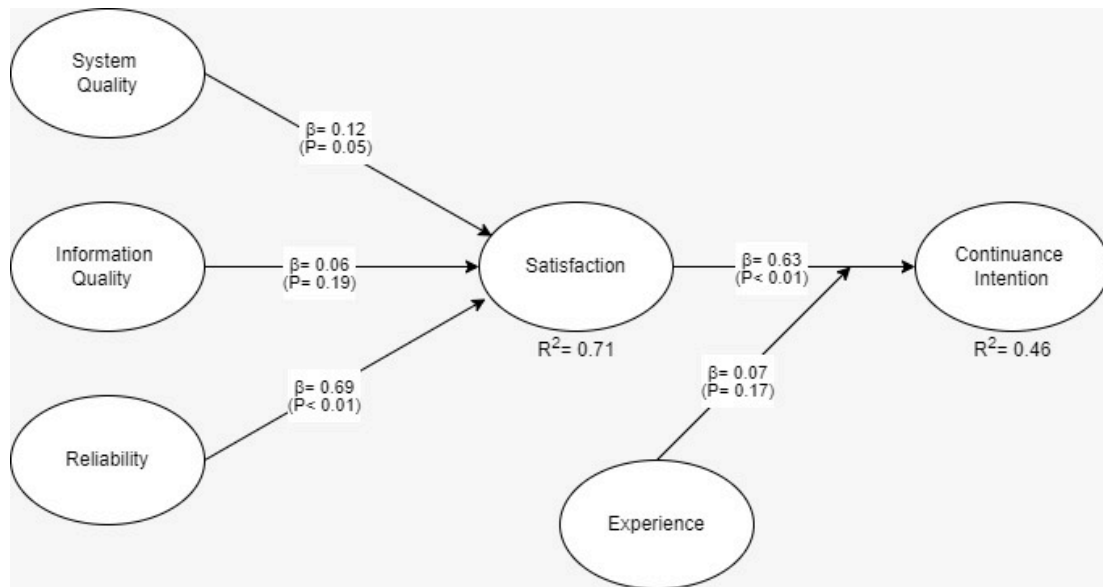 System
Quality
β= 0.12
(P= 0.05)
Information
Quality
β= 0.06
(P= 0.19)
Satisfaction
β= 0.63
(P< 0.01)
Continuance
Intention
R²= 0.71
R²= 0.46
β= 0.69
(P< 0.01)
β= 0.07
(P= 0.17)
Reliability
Experience